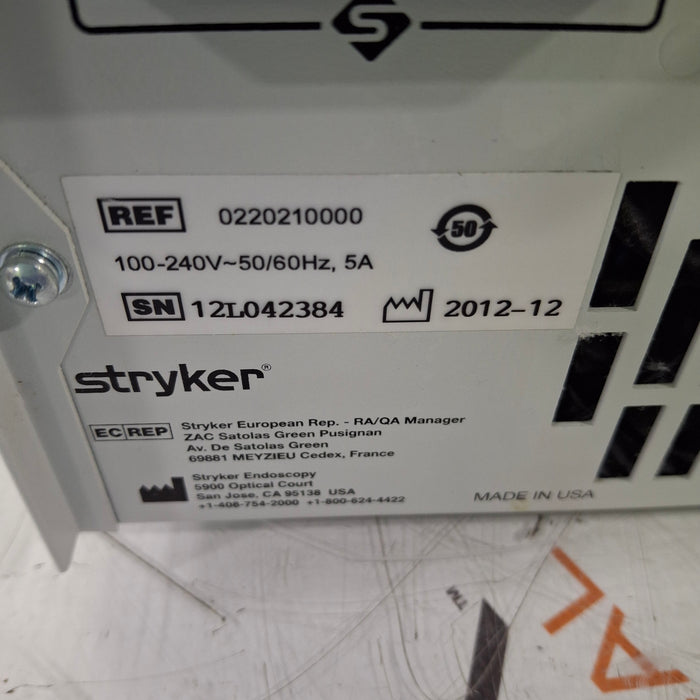 S
REF 0220210000
50
100-240V~50/60Hz, 5A
SN 12L042384 2012-12
stryker®
EC REP Stryker European Rep. - RA/QA Manager
ZAC Satolas Green Pusignan
Av. De Satolas Green
69881 MEYZIEU Cedex, France
Stryker Endoscopy
5900 Optical Court
San Jose, CA 95138 USA
+1-408-754-2000 +1-800-624-4422
MADE IN USA
TM
AL